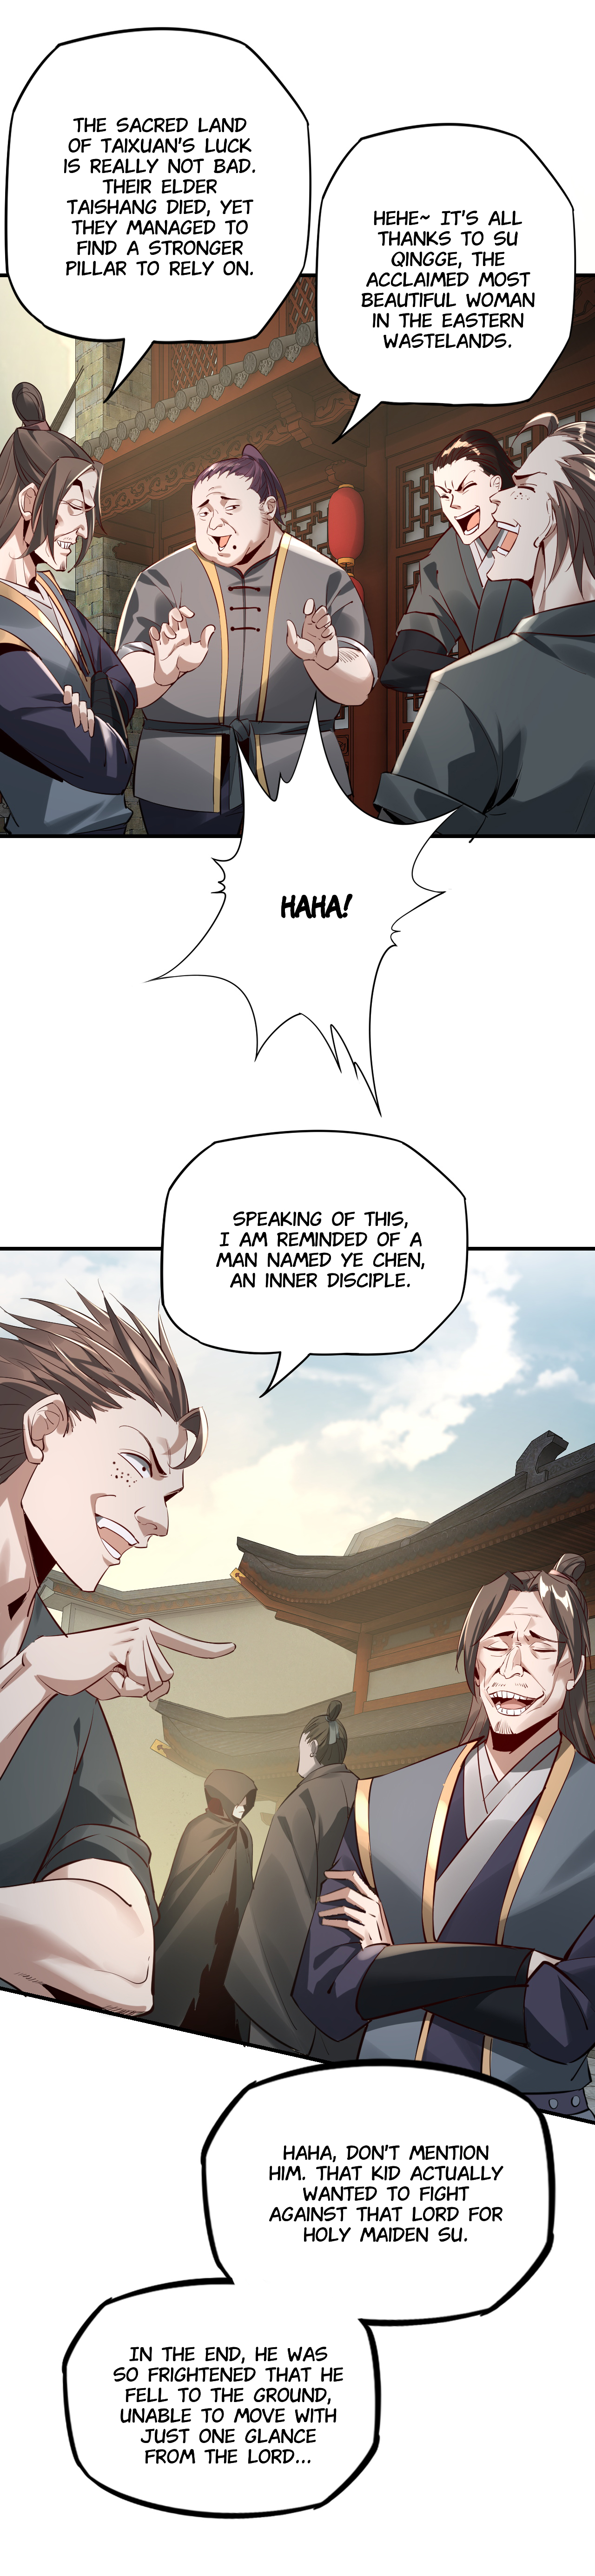 THE SACRED LAND
OF TAIXUAN'S LUCK
IS REALLY NOT BAD.
THEIR ELDER
TAISHANG DIED, YET
THEY MANAGED TO
FIND A STRONGER
PILLAR TO RELY ON.
HEHE~ IT'S ALL
THANKS TO SU
QINGGE, THE
ACCLAIMED MOST
BEAUTIFUL WOMAN
IN THE EASTERN
WASTELANDS.
HAHA!
SPEAKING OF THIS,
I AM REMINDED OF A
MAN NAMED YE CHEN,
AN INNER DISCIPLE.
HAHA, DON'T MENTION
HIM. THAT KID ACTUALLY
WANTED TO FIGHT
AGAINST THAT LORD FOR
HOLY MAIDEN SU.
IN THE END, HE WAS
SO FRIGHTENED THAT HE
FELL TO THE GROUND,
UNABLE TO MOVE WITH
JUST ONE GLANCE
FROM THE LORD...